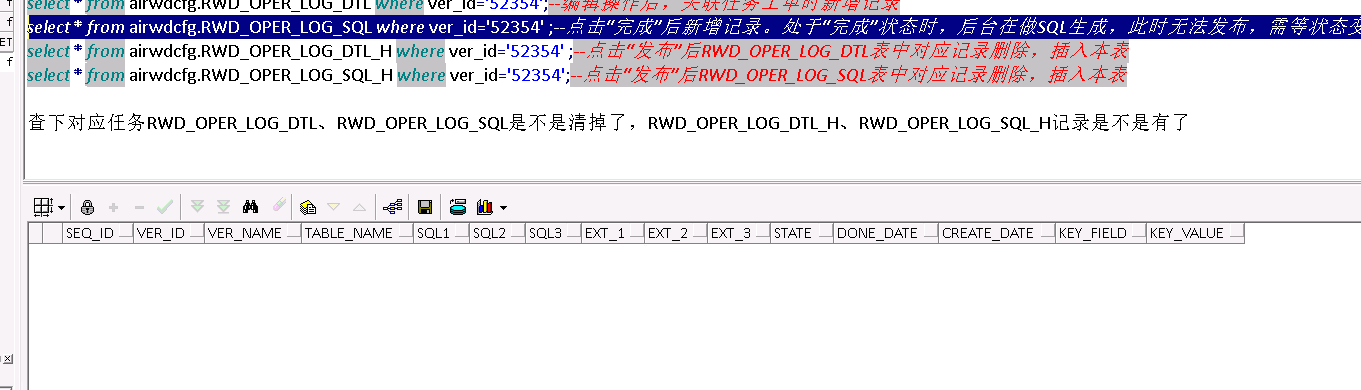 f
ET
f
select * from airwdcfg.RWD_OPER_LOG_DTL where ver_id='52354';--编辑操作后，关联任务工单时新增记录
select * from airwdcfg.RWD_OPER_LOG_SQL where ver_id='52354' ;--点击“完成”后新增记录。处于“完成”状态时，后台在做SQL生成，此时无法发布，需等状态变
select * from airwdcfg.RWD_OPER_LOG_DTL_H where ver_id='52354' ;--点击“发布”后RWD_OPER_LOG_DTL表中对应记录删除，插入本表
select * from airwdcfg.RWD_OPER_LOG_SQL_H where ver_id='52354';--点击“发布”后RWD_OPER_LOG_SQL表中对应记录删除，插入本表
查下对应任务RWD_OPER_LOG_DTL、RWD_OPER_LOG_SQL是不是清掉了，RWD_OPER_LOG_DTL_H、RWD_OPER_LOG_SQL_H记录是不是有了
SEQ_ID VER_ID VER_NAME TABLE_NAME SQL1 SQL2 SQL3 EXT_1 EXT_2 EXT_3 STATE DONE_DATE CREATE_DATE KEY_FIELD KEY_VALUE